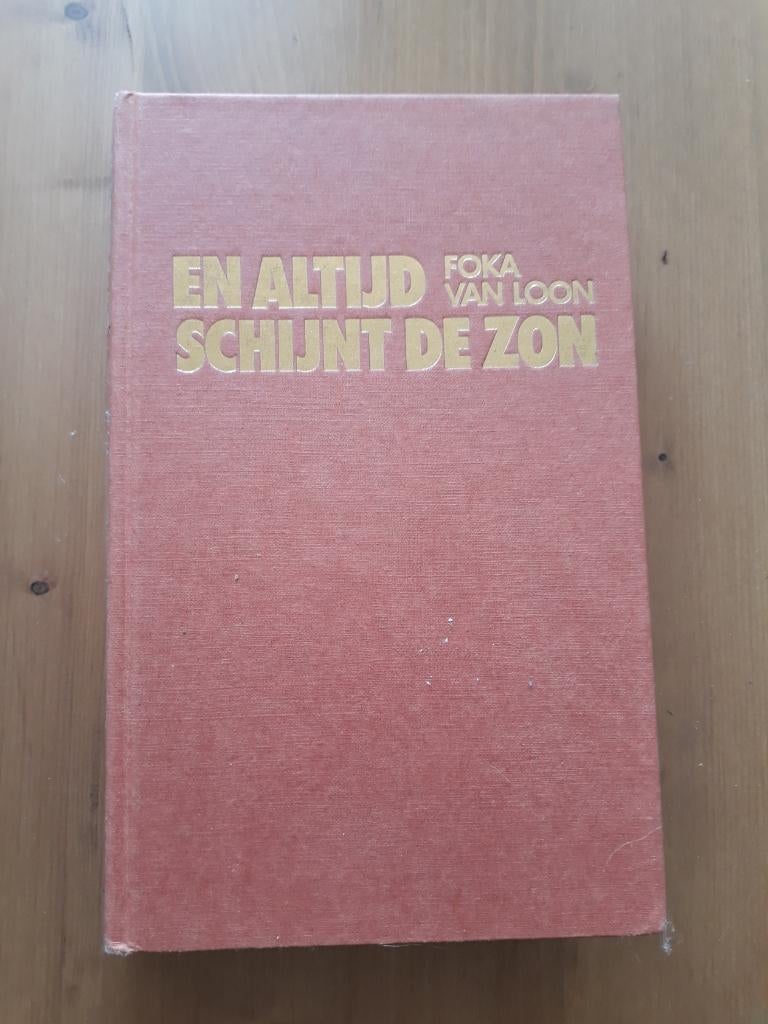 EN ALTIJD
SCHIJNT DE ZON
FOKA
VAN LOON